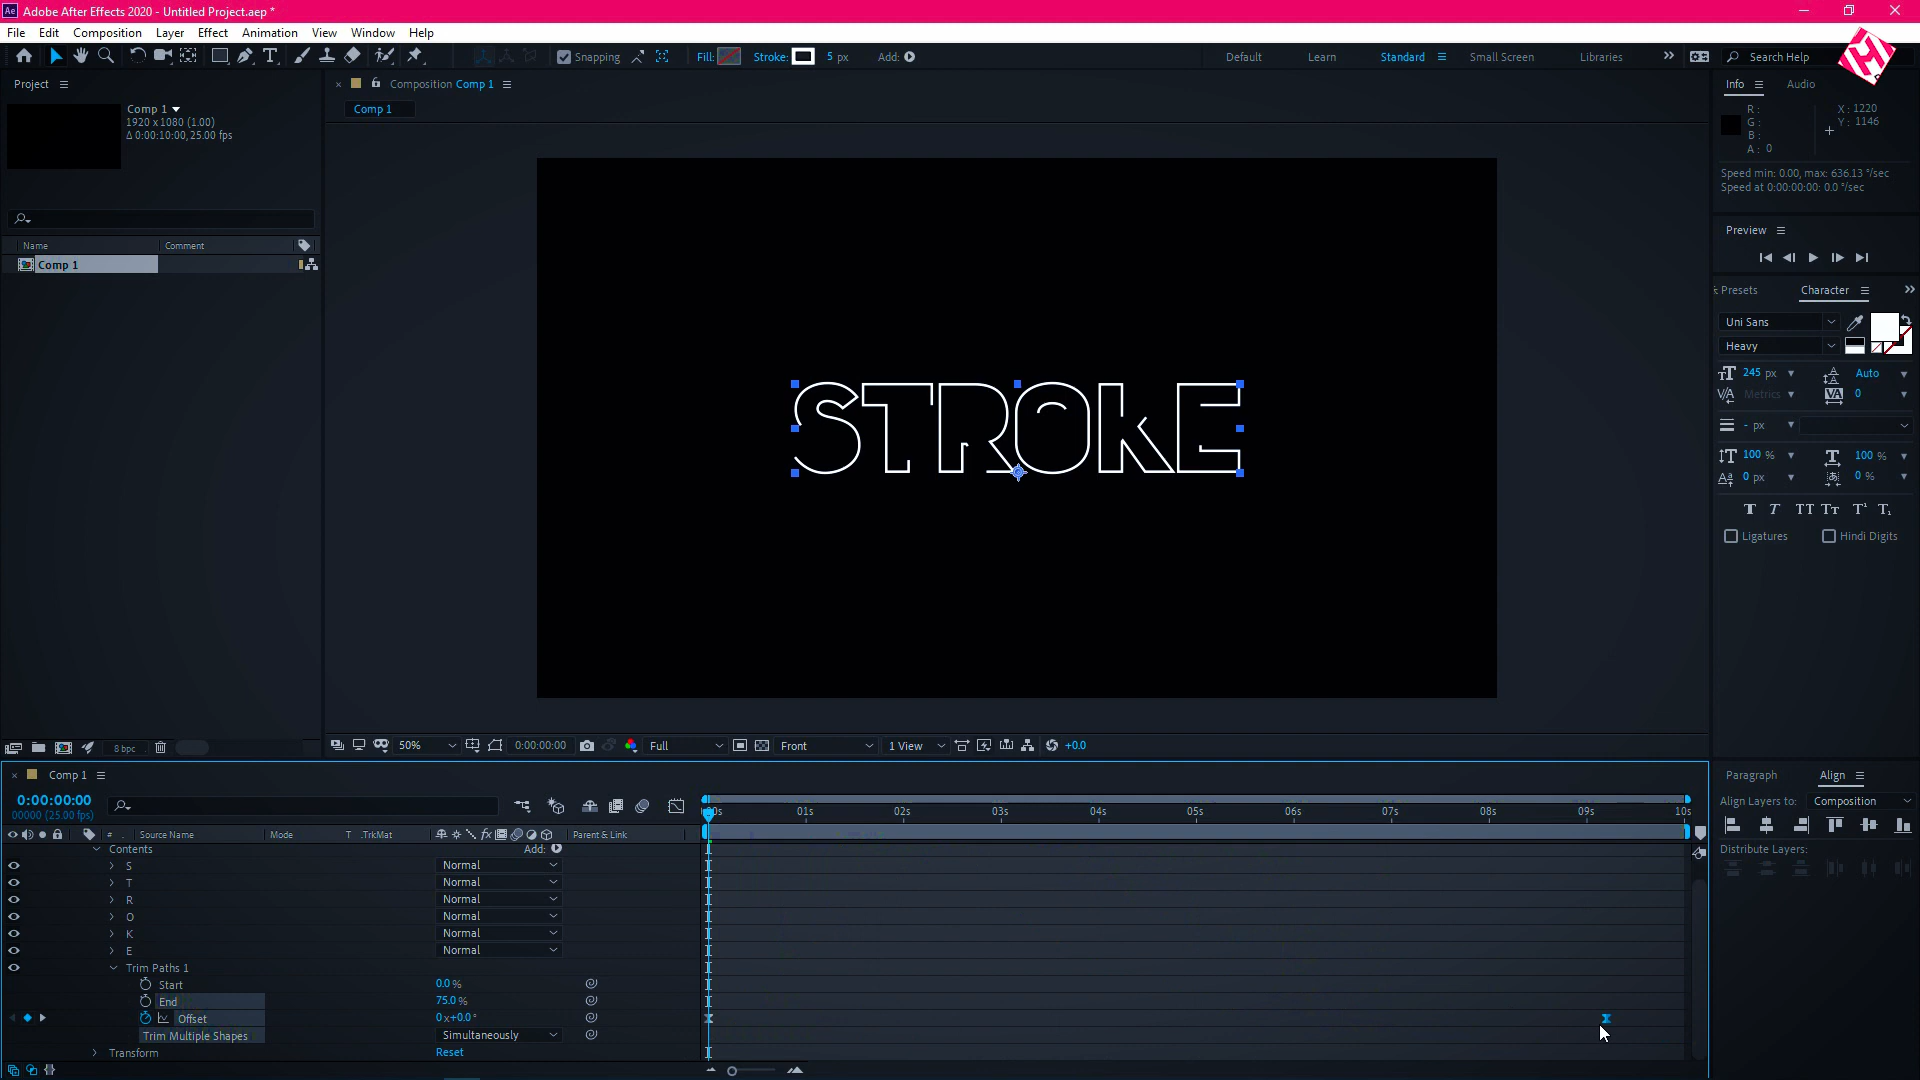 Ae Adobe After Effects 2020 - Untitled Project.aep *
File Edit Composition Layer Effect Animation View Window Help
Snapping Fill: Stroke: 5 px Add: Default Learn Standard Small Screen Libraries Search Help
Project
Composition Comp 1
Info Audio
Comp 1
1920 x 1080 (1.00)
Δ 0:00:10:00, 25.00 fps
Comp 1
R :
G :
B :
A : 0
X : 1220
Y : 1146
Speed min: 0.00, max: 636.13 °/sec
Speed at 0:00:00:00: 0.0 °/sec
Preview
Name Comment
Comp 1
Presets Character
Uni Sans
Heavy
245 px Auto
Metrics 0
- px
100 % 100 %
0 px 0 %
Ligatures Hindi Digits
STROKE
8 bpc
50% 0:00:00:00 Full Front 1 View +0.0
Comp 1
Paragraph Align
0:00:00:00
00000 (25.00 fps)
Align Layers to: Composition
01s 02s 03s 04s 05s 06s 07s 08s 09s 10s
# Source Name Mode T .TrkMat Parent & Link
Contents Add:
Distribute Layers:
S Normal
T Normal
R Normal
O Normal
K Normal
E Normal
Trim Paths 1
Start 0.0 %
End 75.0 %
Offset 0 x+0.0 °
Trim Multiple Shapes Simultaneously
Transform Reset